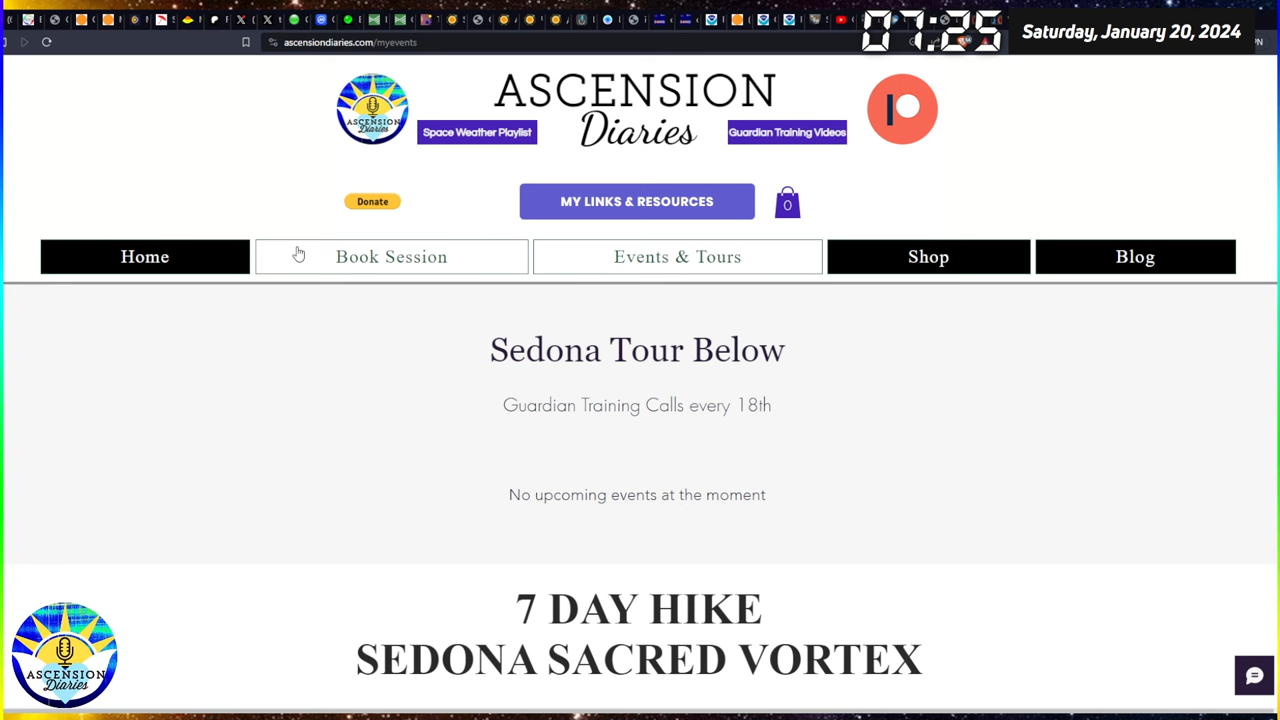 07:25
Saturday, January 20, 2024
ascensiondiaries.com/myevents
ASCENSION
Diaries
ASCENSION
Diaries
Space Weather Playlist
Guardian Training Videos
Donate
MY LINKS & RESOURCES
0
Home
Book Session
Events & Tours
Shop
Blog
Sedona Tour Below
Guardian Training Calls every 18th
No upcoming events at the moment
7 DAY HIKE
SEDONA SACRED VORTEX
ASCENSION
Diaries